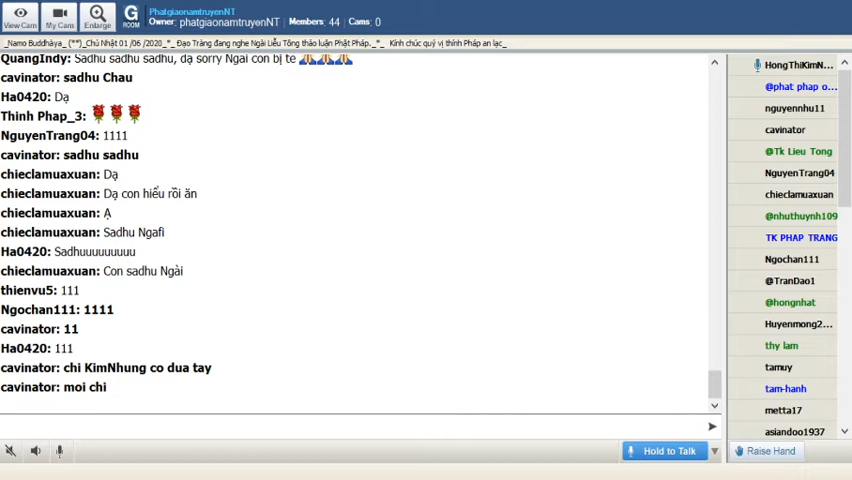 View Cam
My Cam
Enlarge
G
ROOM
PhatgiaonamtruyenNT
Owner: phatgiaonamtruyenNT Members: 44 Cams: 0
_Namo Buddhàya_ (**)_Chủ Nhật 01 /06 /2020_*_ Đạo Tràng đang nghe Ngài Liễu Tông thảo luận Phật Pháp._*_ Kính chúc quý vị thính Pháp an lạc_
QuangIndy: Sadhu sadhu sadhu, dạ sorry Ngài con bị te 🙏🙏🙏
cavinator: sadhu Chau
Ha0420: Dạ
Thinh Phap_3: 🌹🌹🌹
NguyenTrang04: 1111
cavinator: sadhu sadhu
chieclamuaxuan: Dạ
chieclamuaxuan: Dạ con hiểu rồi ăn
chieclamuaxuan: Ạ
chieclamuaxuan: Sadhu Ngafi
Ha0420: Sadhuuuuuuuuu
chieclamuaxuan: Con sadhu Ngài
thienvu5: 111
Ngochan111: 1111
cavinator: 11
Ha0420: 111
cavinator: chi KimNhung co dua tay
cavinator: moi chi
HongThiKimN...
@phat phap o...
nguyennhu11
cavinator
@Tk Lieu Tong
NguyenTrang04
chieclamuaxuan
@nhuthuynh109
TK PHAP TRANG
Ngochan111
@TranDao1
@hongnhat
Huyenmong2...
thy lam
tamuy
tam-hanh
metta17
asiandoo1937
Hold to Talk
Raise Hand